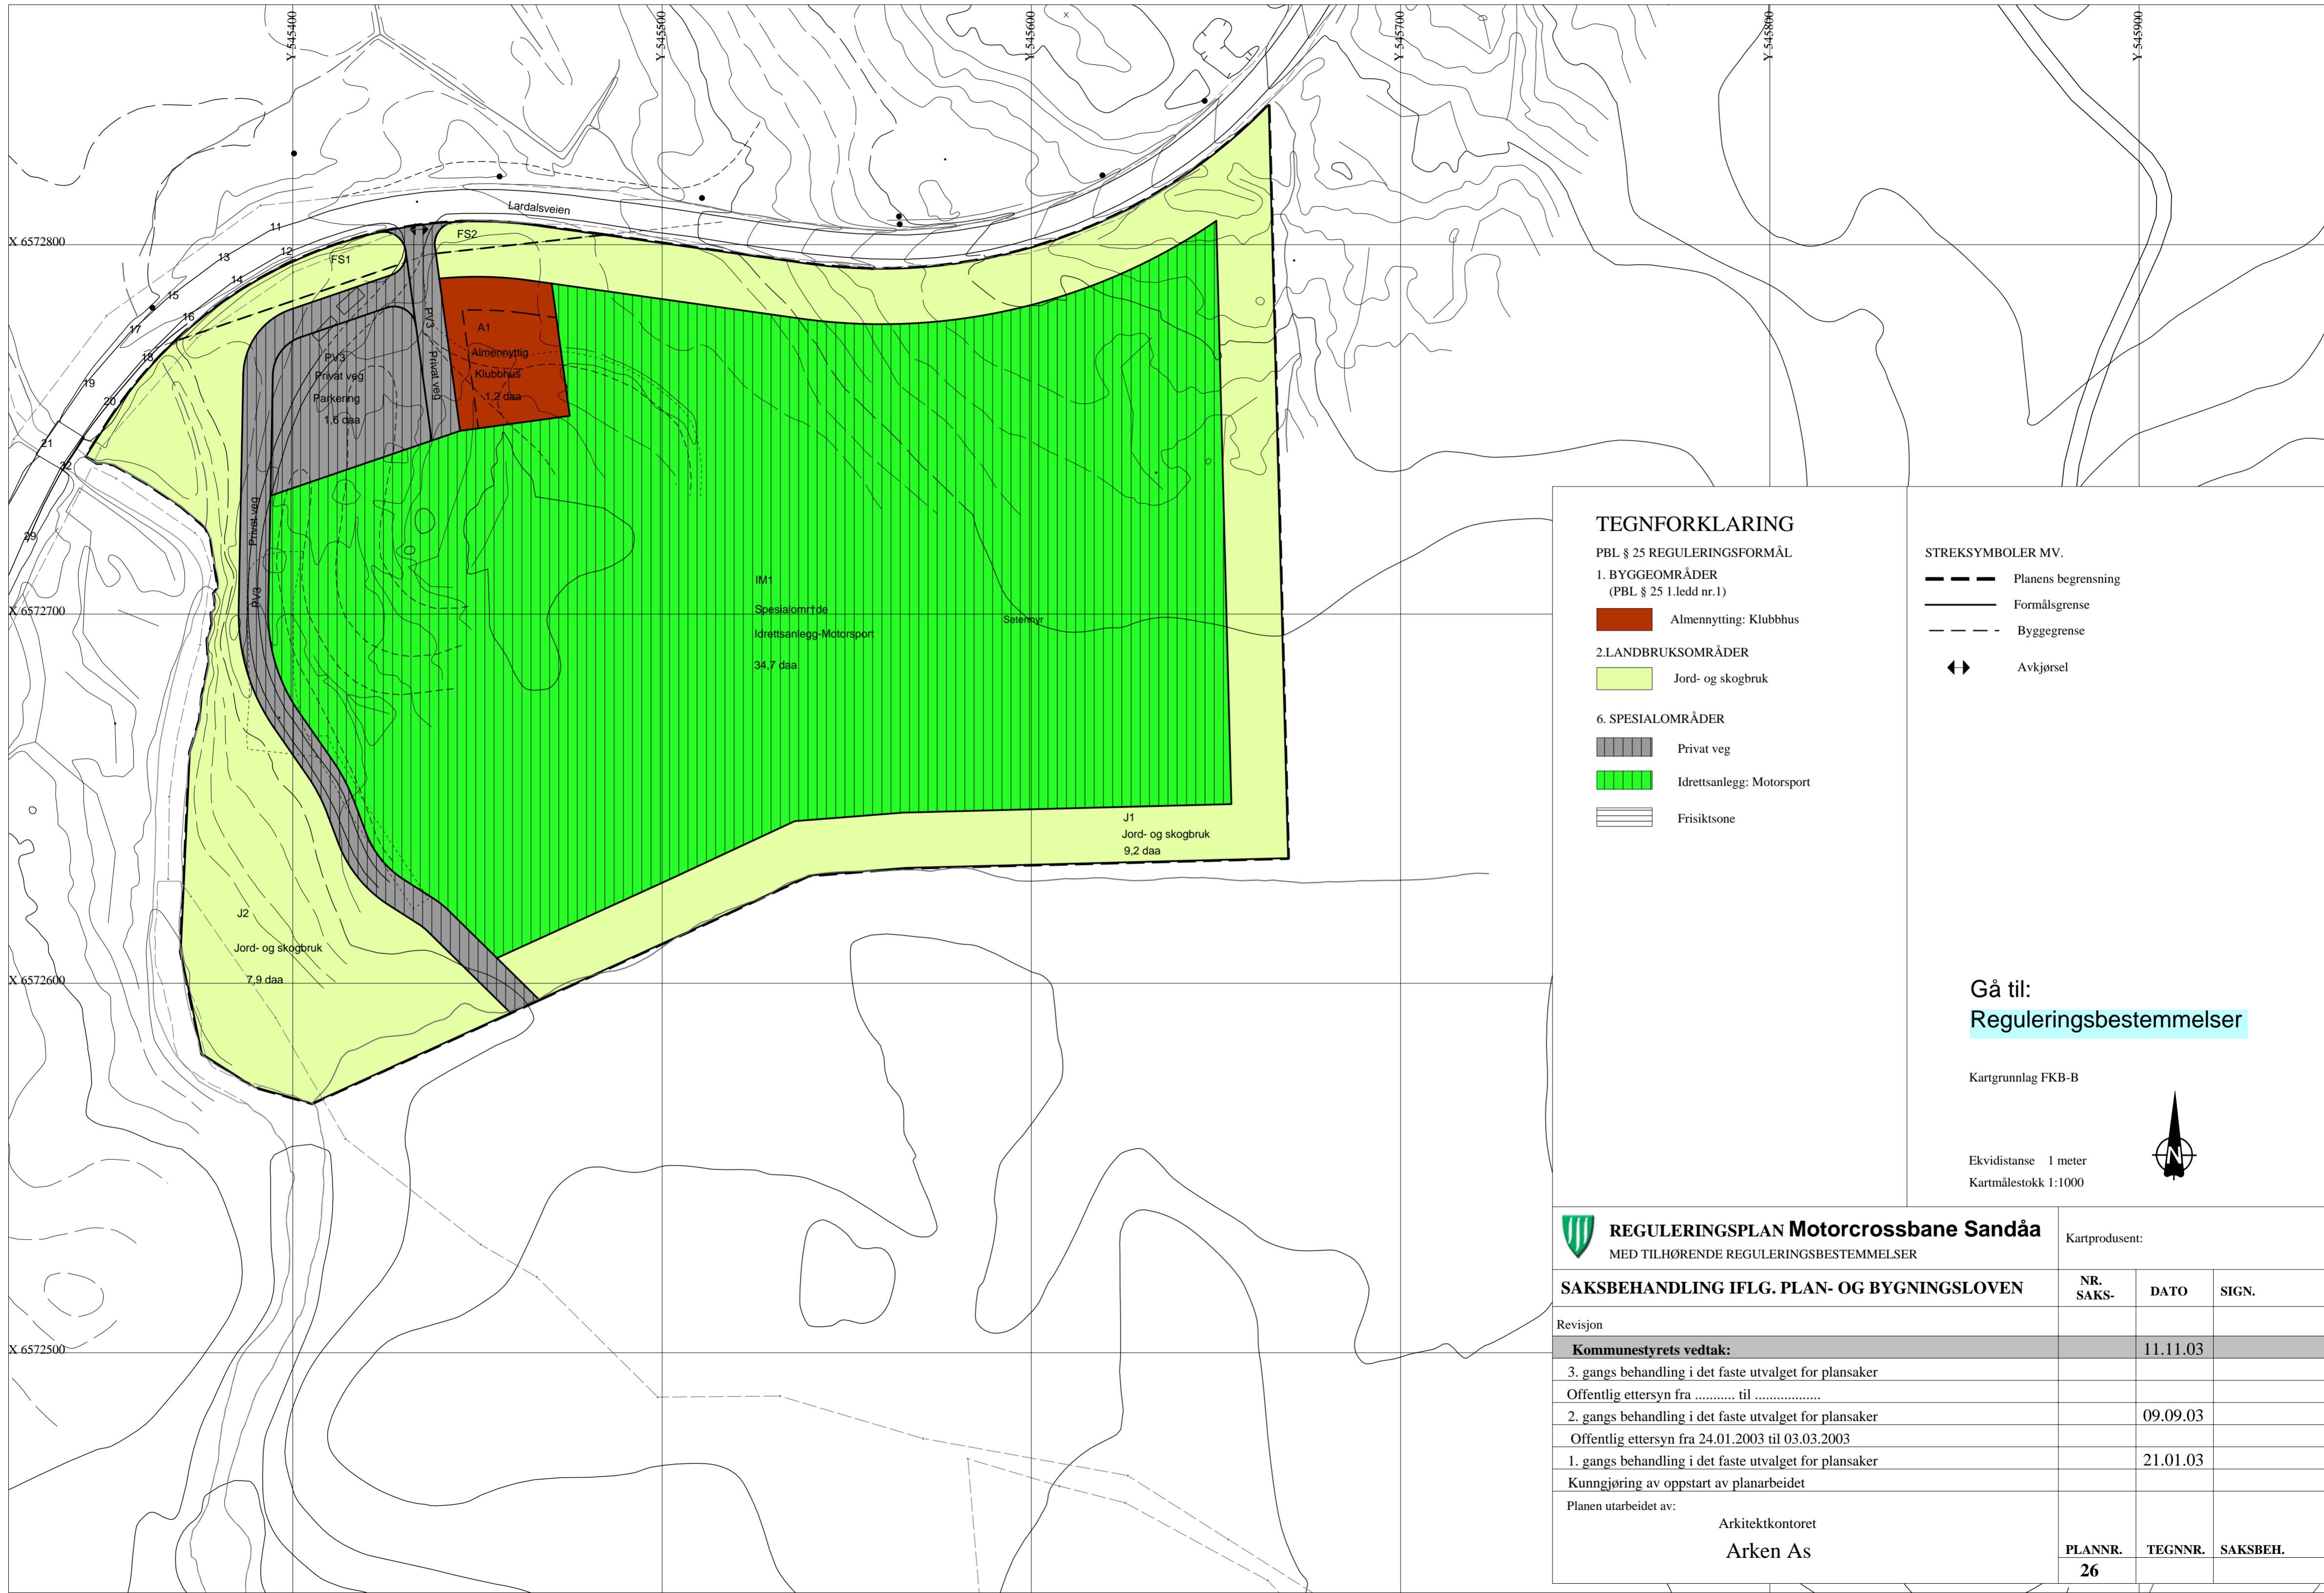 Y 545400
Y 545500
Y 545600
Y 545700
Y 545800
Y 545900
X 6572800
X 6572700
X 6572600
X 6572500
Lardalsveien
11
12
13
14
15
16
17
18
19
20
21
22
29
FS1
FS2
PV3
Privat veg
Parkering
1,6 daa
PV3
Privat veg
A1
Almennyttig
Klubbhus
1,2 daa
Privat veg
PV3
IM1
Spesialomr†de
Idrettsanlegg-Motorsport
34,7 daa
Setermyr
J1
Jord- og skogbruk
9,2 daa
J2
Jord- og skogbruk
7,9 daa
TEGNFORKLARING
PBL § 25 REGULERINGSFORMÅL
1. BYGGEOMRÅDER
(PBL § 25 1.ledd nr.1)
Almennytting: Klubbhus
2.LANDBRUKSOMRÅDER
Jord- og skogbruk
6. SPESIALOMRÅDER
Privat veg
Idrettsanlegg: Motorsport
Frisiktsone
STREKSYMBOLER MV.
Planens begrensning
Formålsgrense
Byggegrense
Avkjørsel
Gå til:
Reguleringsbestemmelser
Kartgrunnlag FKB-B
N
Ekvidistanse 1 meter
Kartmålestokk 1:1000
REGULERINGSPLAN Motorcrossbane Sandåa
MED TILHØRENDE REGULERINGSBESTEMMELSER
Kartprodusent:
SAKSBEHANDLING IFLG. PLAN- OG BYGNINGSLOVEN
NR.
SAKS-
DATO
SIGN.
Revisjon
Kommunestyrets vedtak: 11.11.03
3. gangs behandling i det faste utvalget for plansaker
Offentlig ettersyn fra ........... til ..................
2. gangs behandling i det faste utvalget for plansaker 09.09.03
Offentlig ettersyn fra 24.01.2003 til 03.03.2003
1. gangs behandling i det faste utvalget for plansaker 21.01.03
Kunngjøring av oppstart av planarbeidet
Planen utarbeidet av:
Arkitektkontoret
Arken As
PLANNR. TEGNNR. SAKSBEH.
26